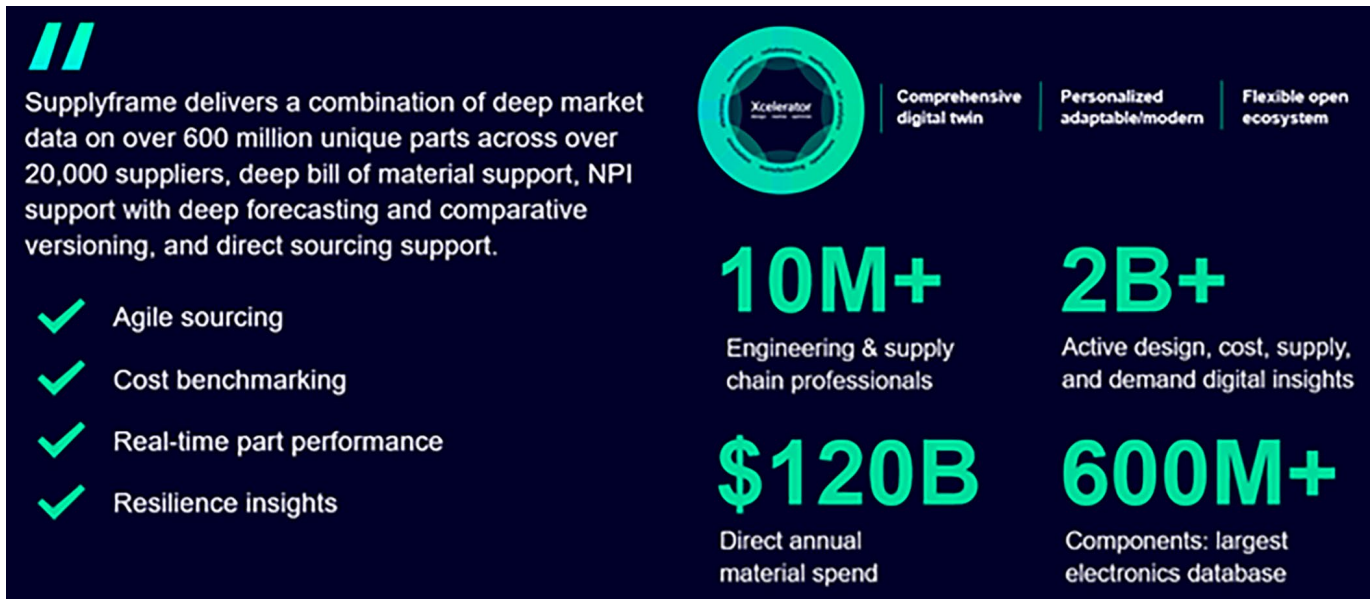 Supplyframe delivers a combination of deep market
data on over 600 million unique parts across over
20,000 suppliers, deep bill of material support, NPI
support with deep forecasting and comparative
versioning, and direct sourcing support.
Agile sourcing
Cost benchmarking
Real-time part performance
Resilience insights
Xcelerator
Comprehensive
digital twin
Personalized
adaptable/modern
Flexible open
ecosystem
10M+
Engineering & supply
chain professionals
2B+
Active design, cost, supply,
and demand digital insights
$120B
Direct annual
material spend
600M+
Components: largest
electronics database